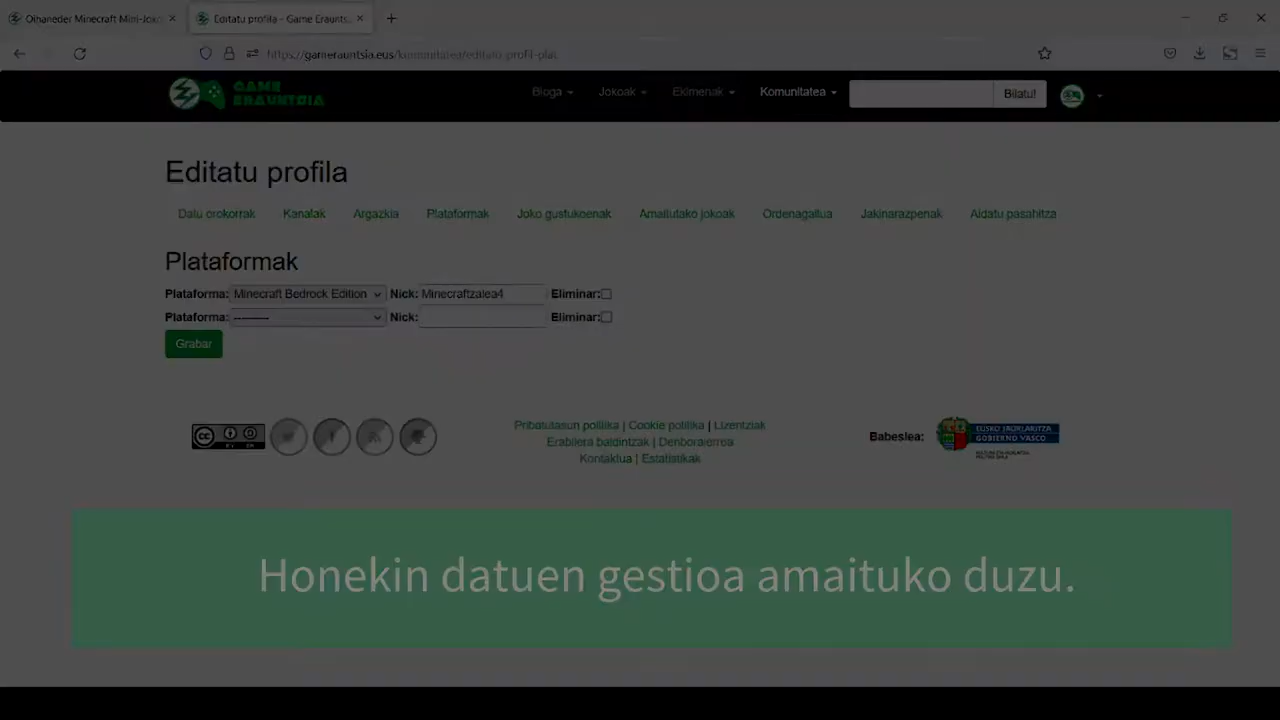 Oihaneder Minecraft Mini-Joko
Editatu profila - Game Eraunts
https://gamerauntsia.eus/komunitatea/editatu-profil-plat
GAME
ERAUNTSIA
Bloga
Jokoak
Ekimenak
Komunitatea
Bilatu!
Editatu profila
Datu orokorrak
Kanalak
Argazkia
Plataformak
Joko gustukoenak
Amaitutako jokoak
Ordenagailua
Jakinarazpenak
Aldatu pasahitza
Plataformak
Plataforma: Minecraft Bedrock Edition Nick: Minecraftzalea4 Eliminar:
Plataforma: --------- Nick: Eliminar:
Grabar
Pribatutasun politika | Cookie politika | Lizentziak
Erabilera baldintzak | Denboralerroa
Kontaktua | Estatistikak
Babeslea:
EUSKO JAURLARITZA
GOBIERNO VASCO
Honekin datuen gestioa amaituko duzu.